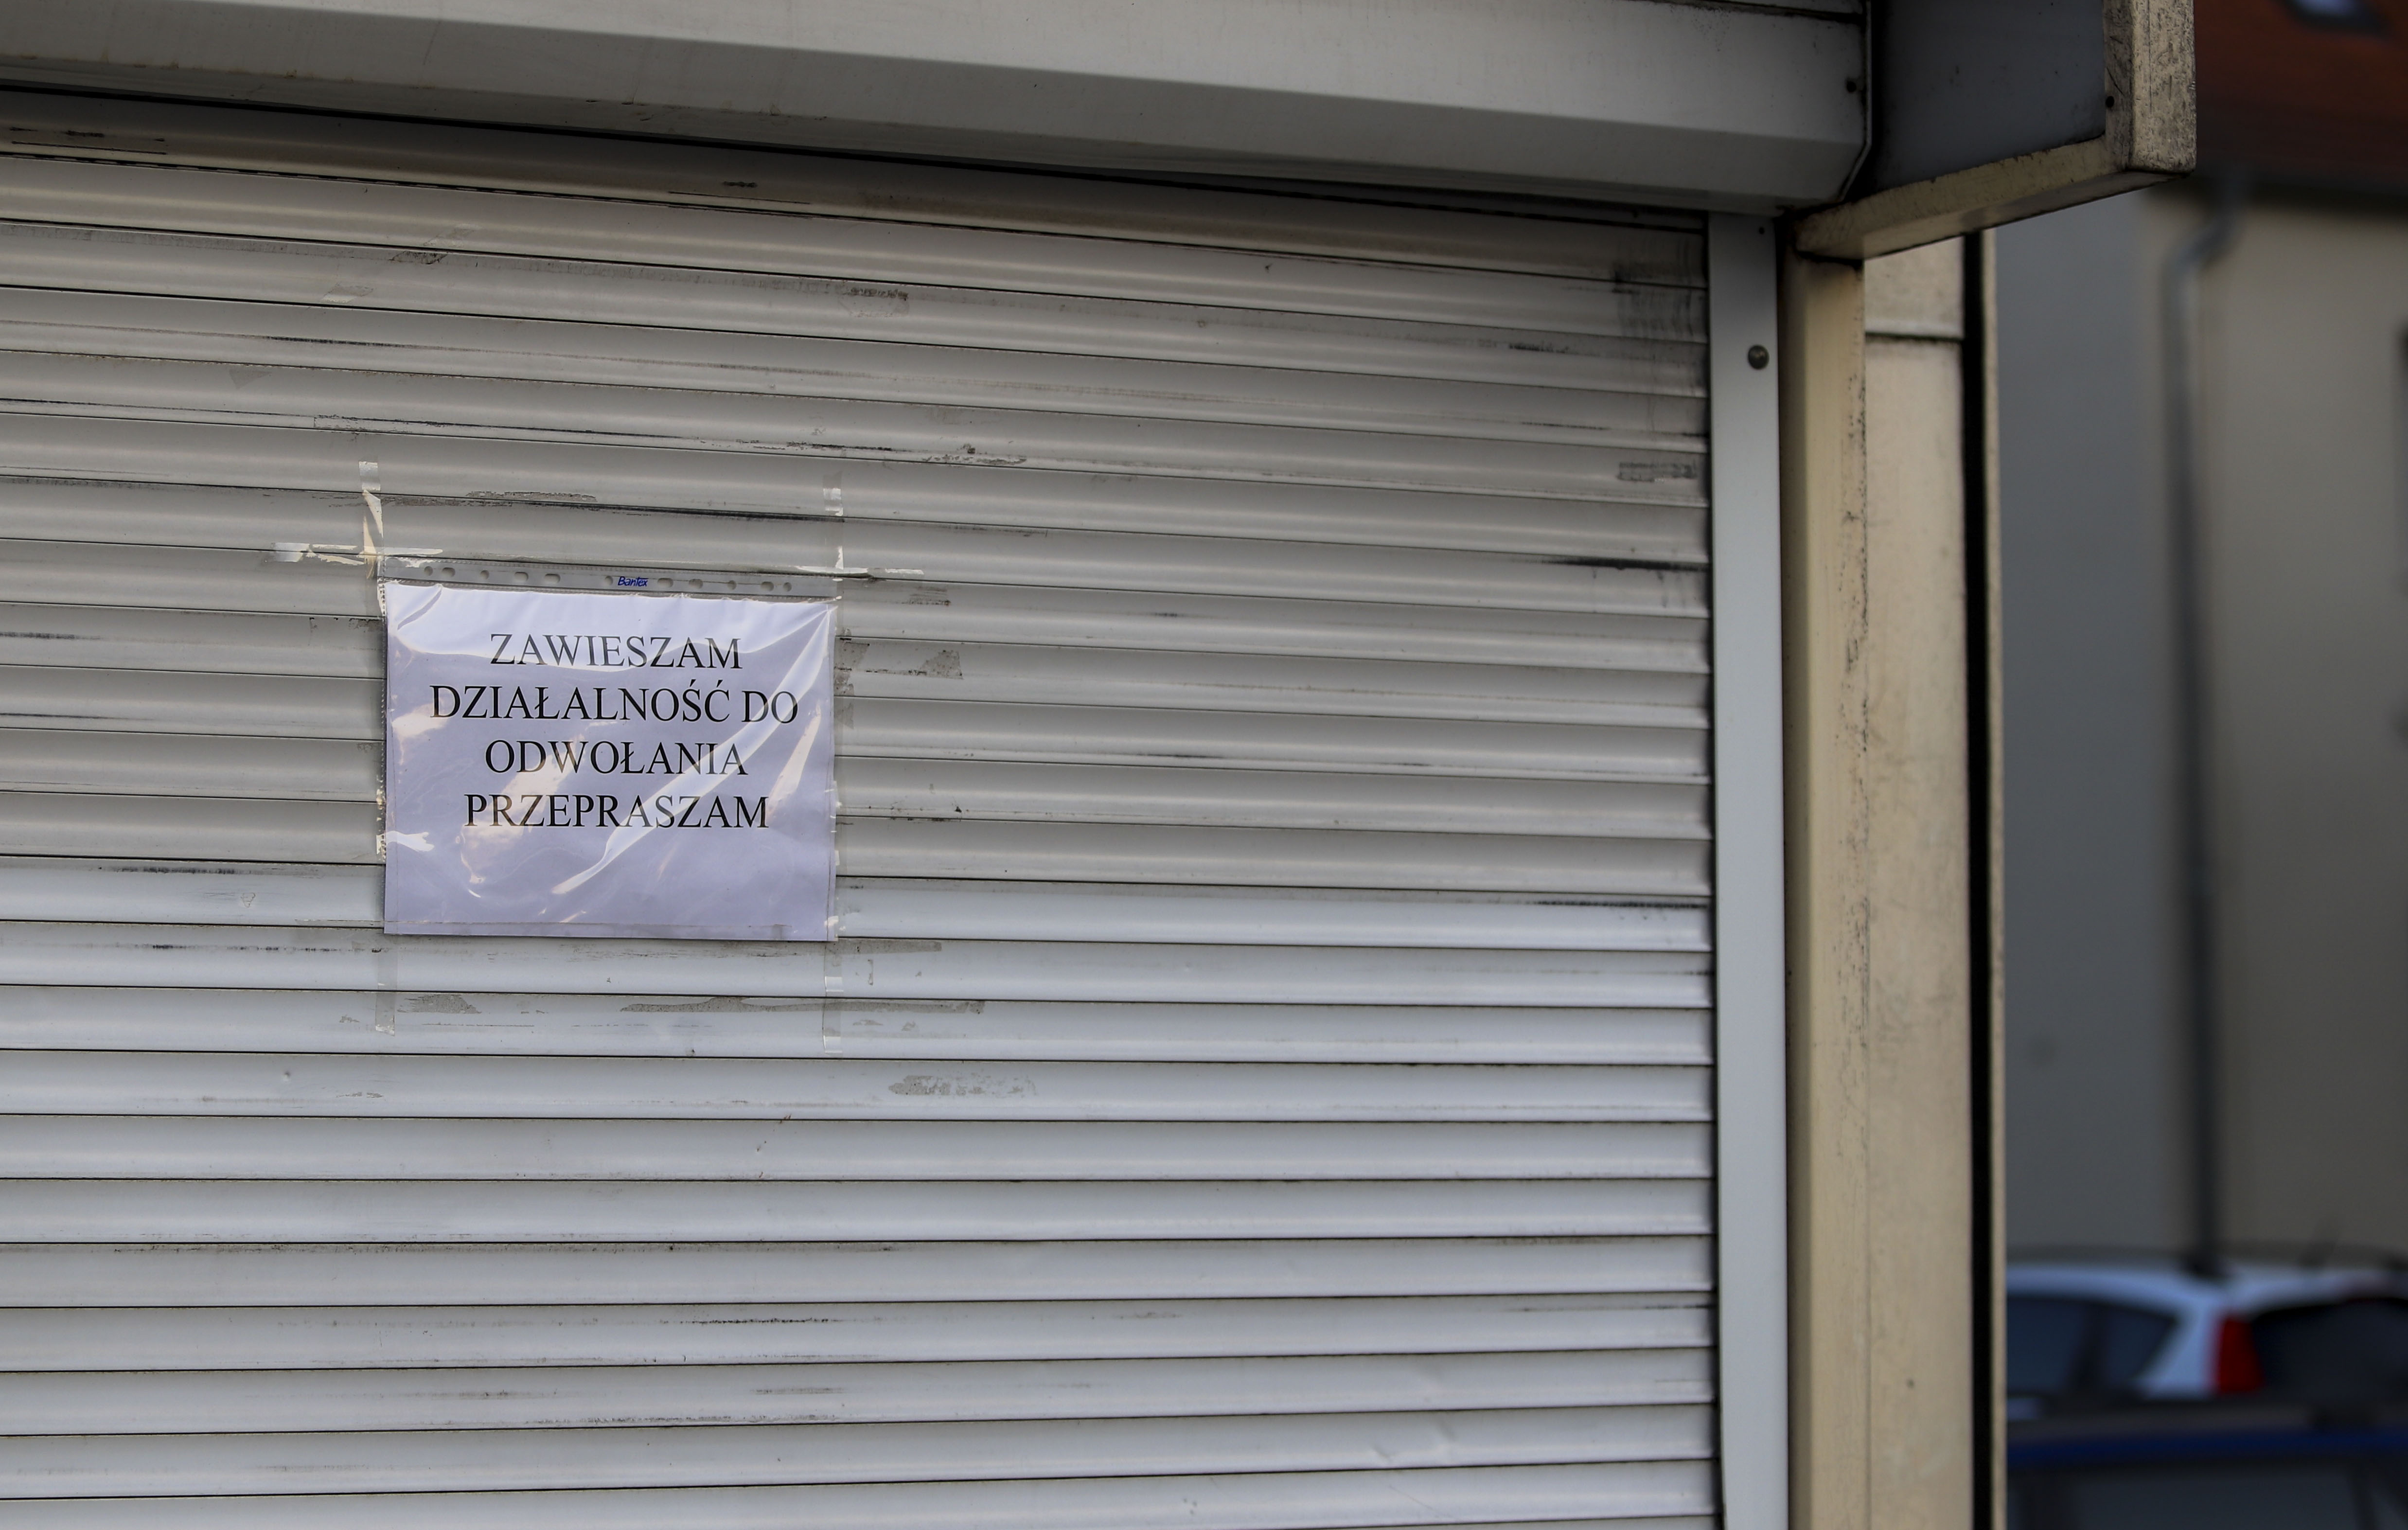 Bantex
ZAWIESZAM
DZIAŁALNOŚĆ DO
ODWOŁANIA
PRZEPRASZAM